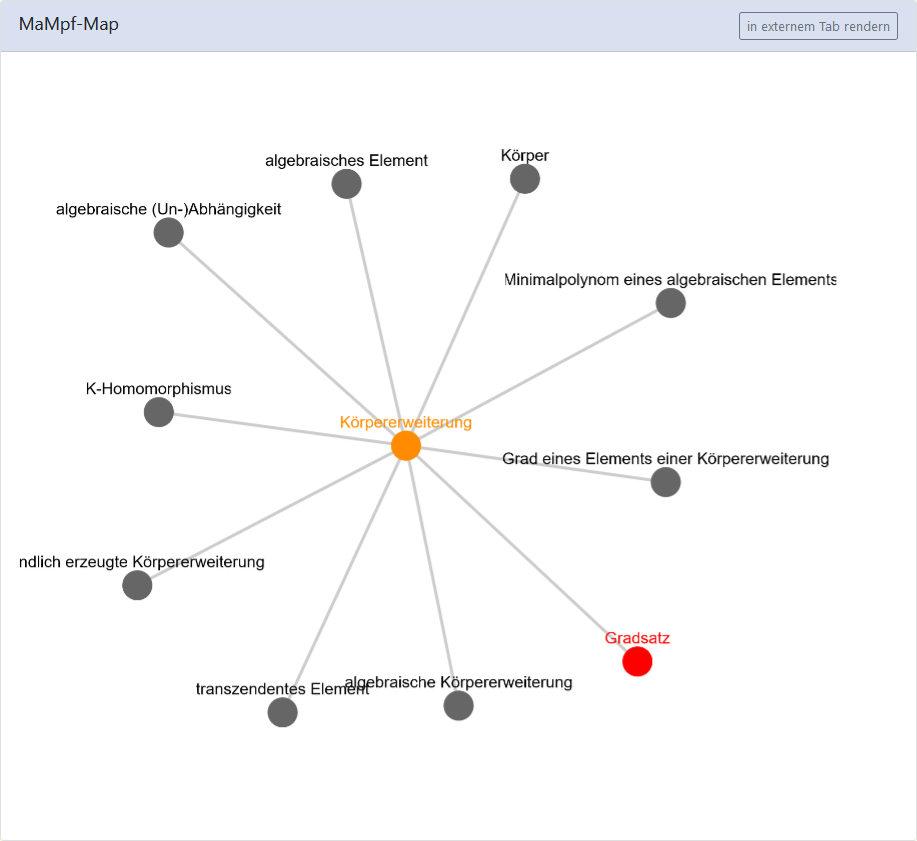 MaMpf-Map
in externem Tab rendern
algebraisches Element
Körper
algebraische (Un-)Abhängigkeit
Minimalpolynom eines algebraischen Elements
K-Homomorphismus
Körpererweiterung
Grad eines Elements einer Körpererweiterung
ndlich erzeugte Körpererweiterung
Gradsatz
transzendentes Element
algebraische Körpererweiterung